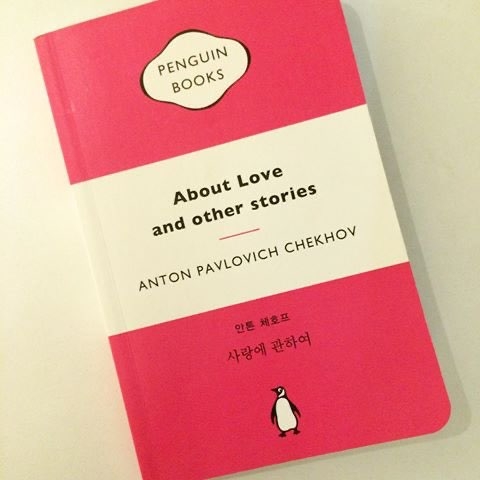 PENGUIN
BOOKS
About Love
and other stories
ANTON PAVLOVICH CHEKHOV
안톤 체호프
사랑에 관하여